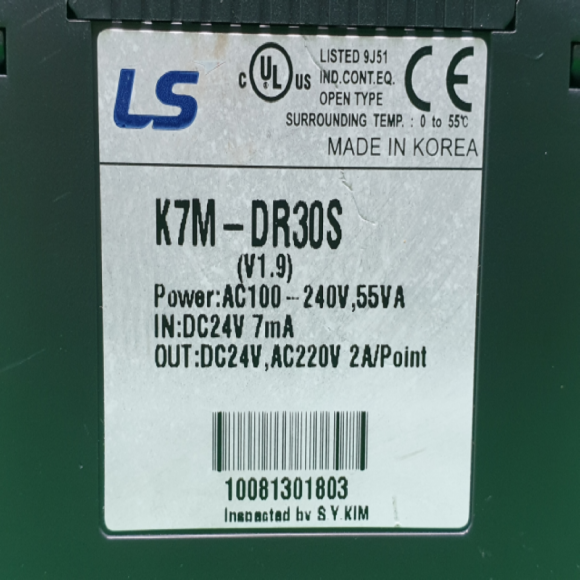 LS
C UL US
LISTED 9J51
IND.CONT.EQ.
OPEN TYPE
CE
SURROUNDING TEMP. : 0 to 55℃
MADE IN KOREA
K7M-DR30S
(V1.9)
Power:AC100-240V,55VA
IN:DC24V 7mA
OUT:DC24V,AC220V 2A/Point
10081301803
Inspected by S.Y.KIM